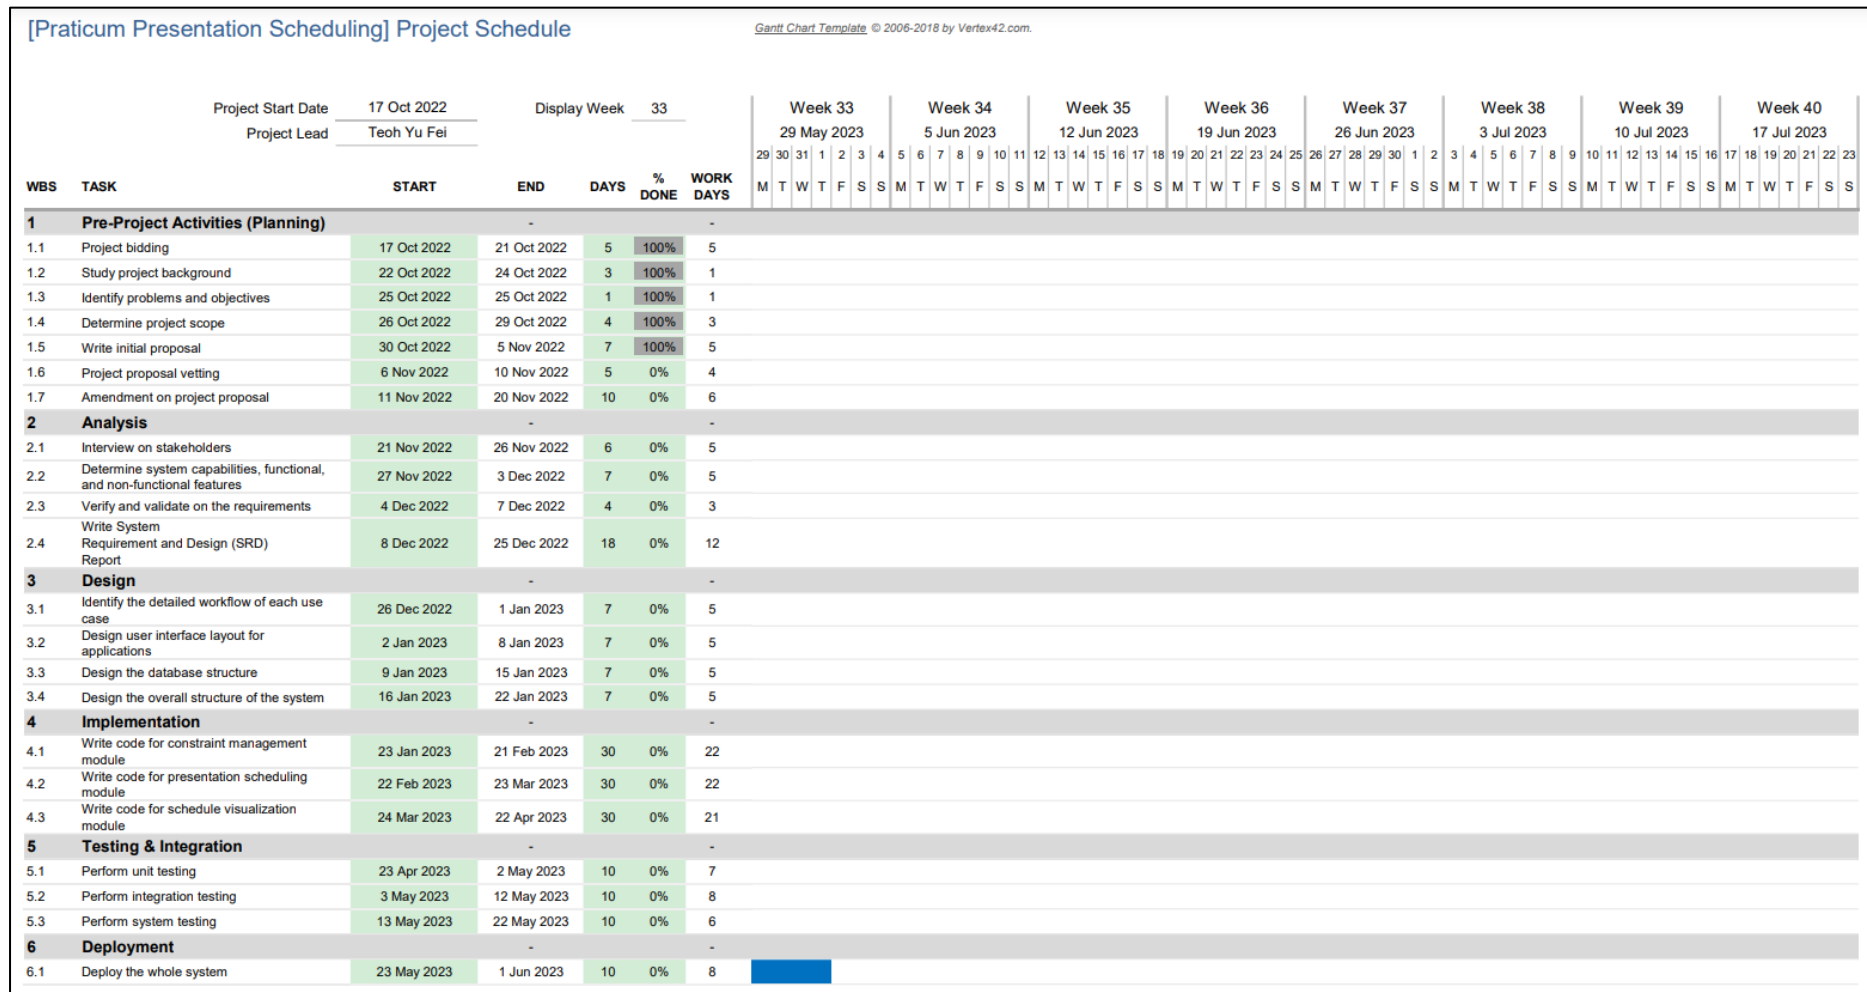 [Praticum Presentation Scheduling] Project Schedule
Gantt Chart Template © 2006-2018 by Vertex42.com.
Project Start Date 17 Oct 2022 Display Week 33 Week 33 Week 34 Week 35 Week 36 Week 37 Week 38 Week 39 Week 40
Project Lead Teoh Yu Fei 29 May 2023 5 Jun 2023 12 Jun 2023 19 Jun 2023 26 Jun 2023 3 Jul 2023 10 Jul 2023 17 Jul 2023
29 30 31 1 2 3 4 5 6 7 8 9 10 11 12 13 14 15 16 17 18 19 20 21 22 23 24 25 26 27 28 29 30 1 2 3 4 5 6 7 8 9 10 11 12 13 14 15 16 17 18 19 20 21 22 23
WBS TASK START END DAYS % DONE WORK DAYS M T W T F S S M T W T F S S M T W T F S S M T W T F S S M T W T F S S M T W T F S S M T W T F S S M T W T F S S
1 Pre-Project Activities (Planning) - -
1.1 Project bidding 17 Oct 2022 21 Oct 2022 5 100% 5
1.2 Study project background 22 Oct 2022 24 Oct 2022 3 100% 1
1.3 Identify problems and objectives 25 Oct 2022 25 Oct 2022 1 100% 1
1.4 Determine project scope 26 Oct 2022 29 Oct 2022 4 100% 3
1.5 Write initial proposal 30 Oct 2022 5 Nov 2022 7 100% 5
1.6 Project proposal vetting 6 Nov 2022 10 Nov 2022 5 0% 4
1.7 Amendment on project proposal 11 Nov 2022 20 Nov 2022 10 0% 6
2 Analysis - -
2.1 Interview on stakeholders 21 Nov 2022 26 Nov 2022 6 0% 5
2.2 Determine system capabilities, functional, 27 Nov 2022 3 Dec 2022 7 0% 5
and non-functional features
2.3 Verify and validate on the requirements 4 Dec 2022 7 Dec 2022 4 0% 3
Write System
2.4 Requirement and Design (SRD) 8 Dec 2022 25 Dec 2022 18 0% 12
Report
3 Design - -
3.1 Identify the detailed workflow of each use 26 Dec 2022 1 Jan 2023 7 0% 5
case
3.2 Design user interface layout for 2 Jan 2023 8 Jan 2023 7 0% 5
applications
3.3 Design the database structure 9 Jan 2023 15 Jan 2023 7 0% 5
3.4 Design the overall structure of the system 16 Jan 2023 22 Jan 2023 7 0% 5
4 Implementation - -
4.1 Write code for constraint management 23 Jan 2023 21 Feb 2023 30 0% 22
module
4.2 Write code for presentation scheduling 22 Feb 2023 23 Mar 2023 30 0% 22
module
4.3 Write code for schedule visualization 24 Mar 2023 22 Apr 2023 30 0% 21
module
5 Testing & Integration - -
5.1 Perform unit testing 23 Apr 2023 2 May 2023 10 0% 7
5.2 Perform integration testing 3 May 2023 12 May 2023 10 0% 8
5.3 Perform system testing 13 May 2023 22 May 2023 10 0% 6
6 Deployment - -
6.1 Deploy the whole system 23 May 2023 1 Jun 2023 10 0% 8